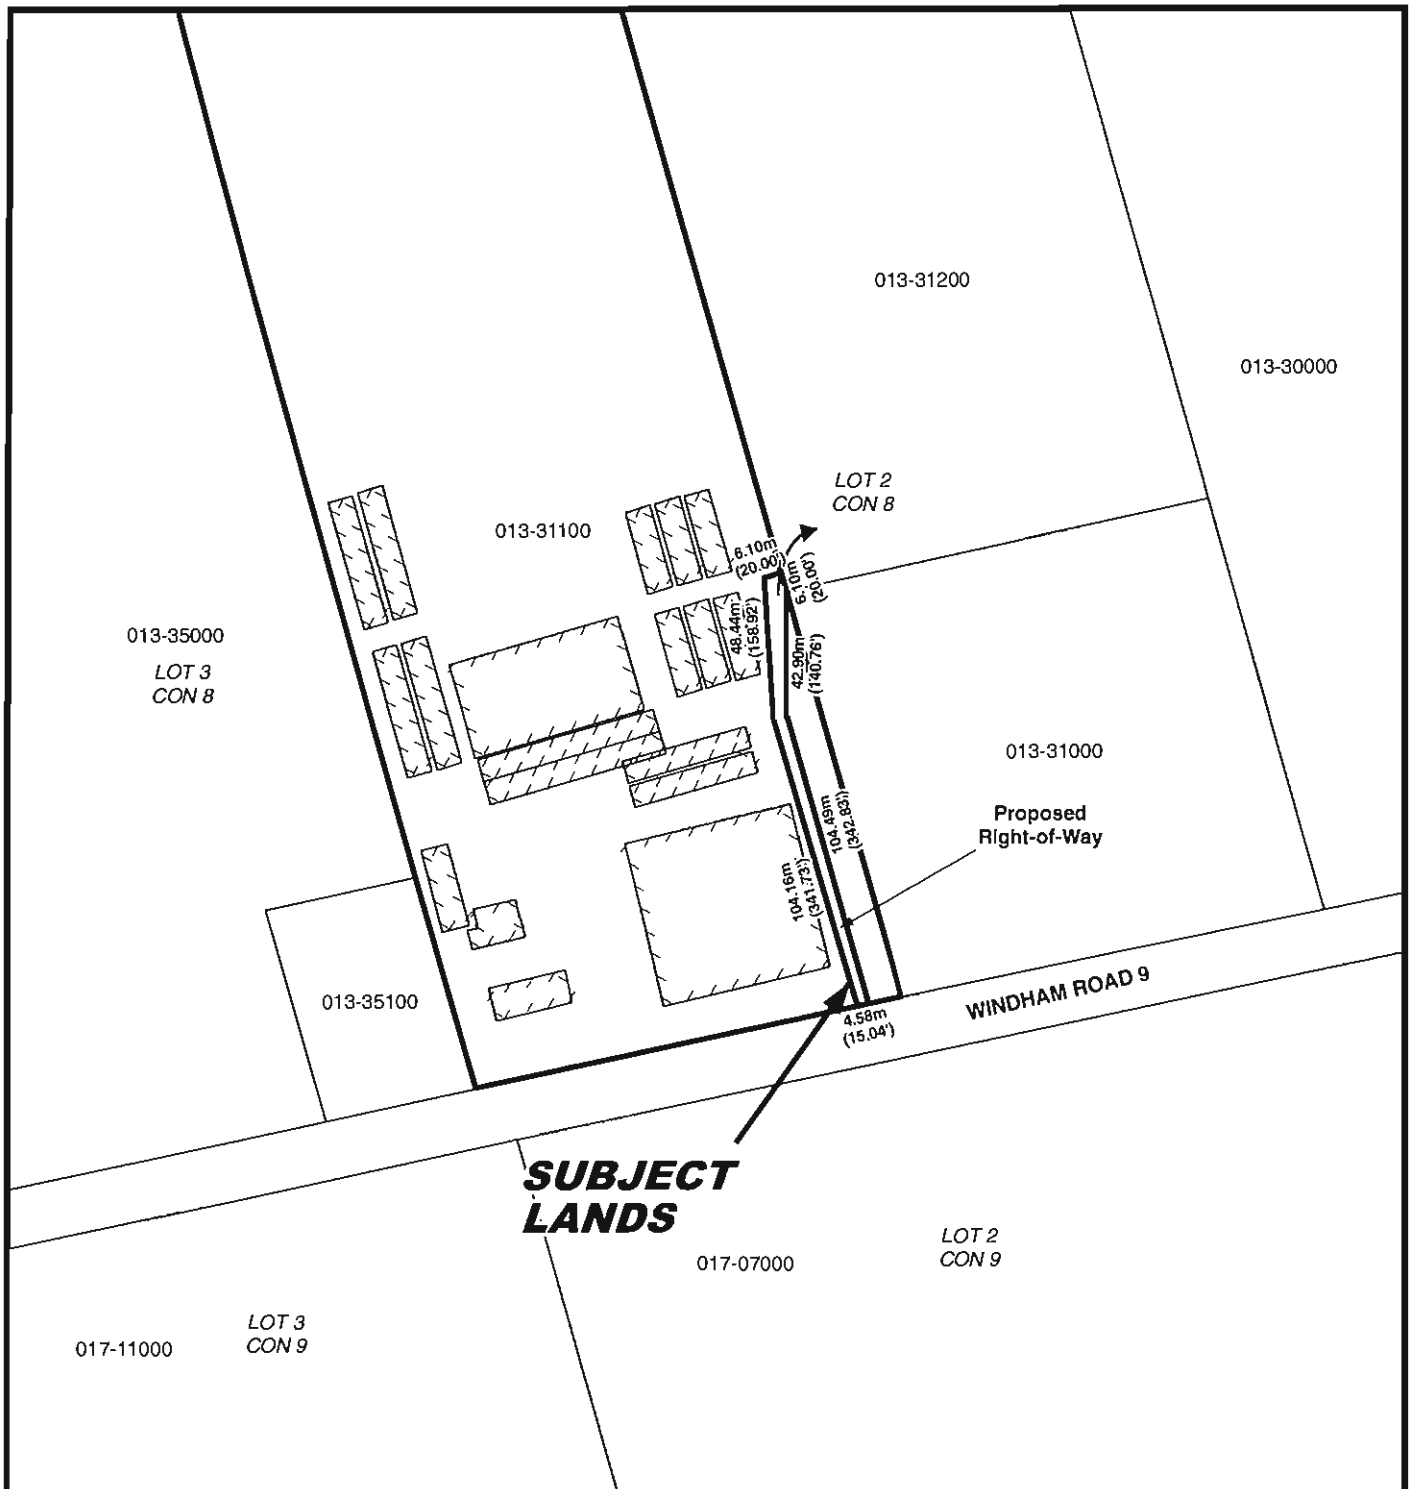 013-31200
013-30000
LOT 2
CON 8
013-31100
6.10m
(20.00')
6.10m
(20.00')
013-35000
LOT 3
CON 8
48.44m
(158.92')
42.90m
(140.76')
013-31000
Proposed
Right-of-Way
104.49m
(342.83')
104.16m
(341.73')
013-35100
WINDHAM ROAD 9
4.58m
(15.04')
SUBJECT
LANDS
017-07000
LOT 2
CON 9
LOT 3
CON 9
017-11000